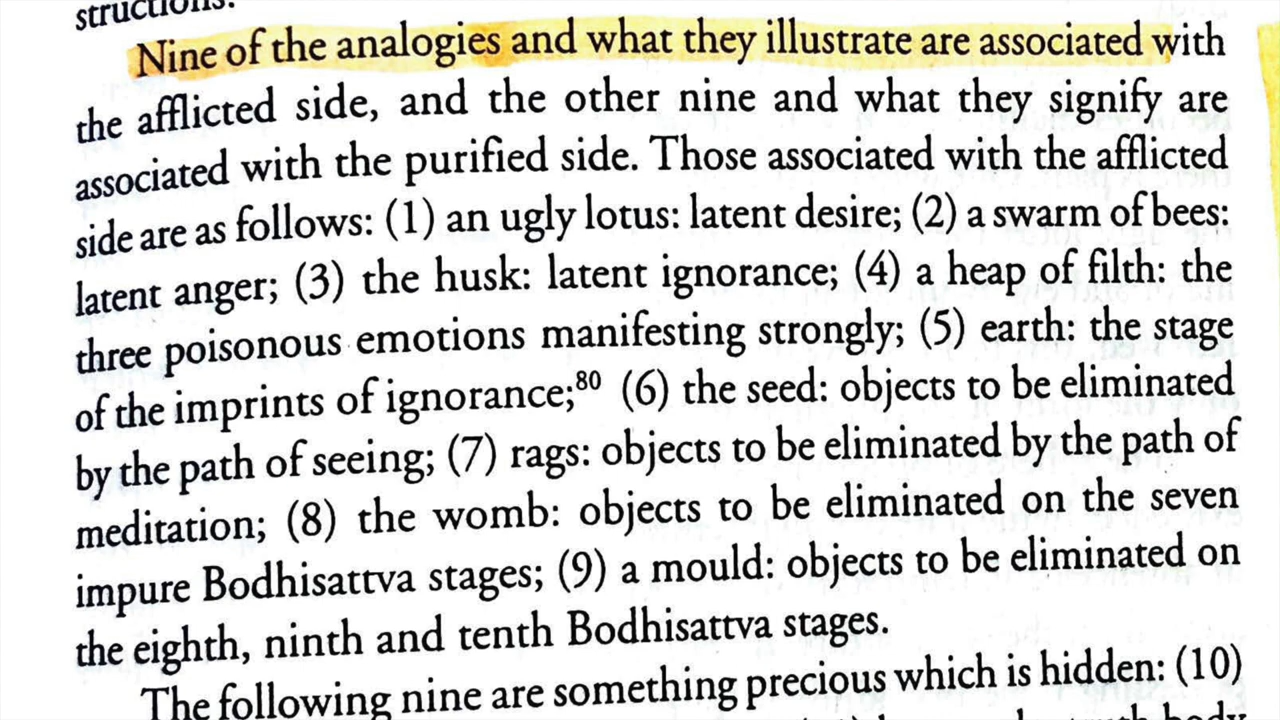 structions.
Nine of the analogies and what they illustrate are associated with
the afflicted side, and the other nine and what they signify are
associated with the purified side. Those associated with the afflicted
side are as follows: (1) an ugly lotus: latent desire; (2) a swarm of bees:
latent anger; (3) the husk: latent ignorance; (4) a heap of filth: the
three poisonous emotions manifesting strongly; (5) earth: the stage
of the imprints of ignorance;80 (6) the seed: objects to be eliminated
by the path of seeing; (7) rags: objects to be eliminated by the path of
meditation; (8) the womb: objects to be eliminated on the seven
impure Bodhisattva stages; (9) a mould: objects to be eliminated on
the eighth, ninth and tenth Bodhisattva stages.
The following nine are something precious which is hidden: (10)
truth body